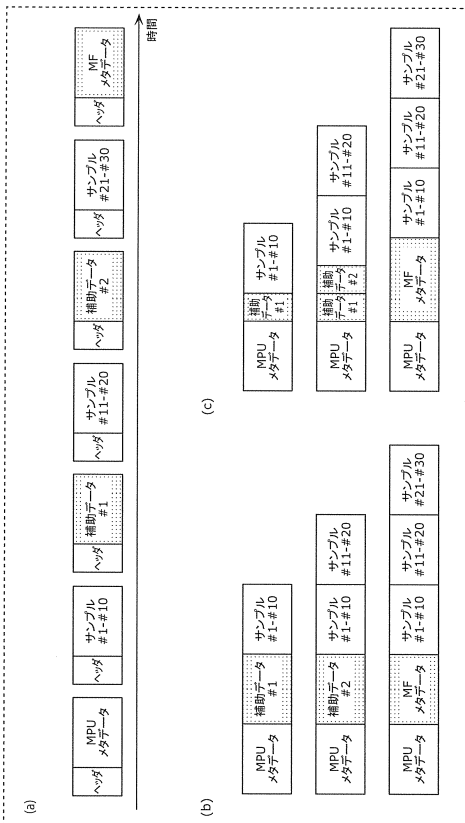 (a)
ヘッダ
MPU
メタデータ
ヘッダ
サンプル
#1-#10
ヘッダ
補助データ
#1
ヘッダ
サンプル
#11-#20
ヘッダ
補助データ
#2
ヘッダ
サンプル
#21-#30
ヘッダ
MF
メタデータ
時間
(b)
MPU
メタデータ
補助データ
#1
サンプル
#1-#10
MPU
メタデータ
補助データ
#2
サンプル
#1-#10
サンプル
#11-#20
MPU
メタデータ
MF
メタデータ
サンプル
#1-#10
サンプル
#11-#20
サンプル
#21-#30
(c)
MPU
メタデータ
補助
データ
#1
サンプル
#1-#10
MPU
メタデータ
補助
データ
#1
補助
データ
#2
サンプル
#1-#10
サンプル
#11-#20
MPU
メタデータ
MF
メタデータ
サンプル
#1-#10
サンプル
#11-#20
サンプル
#21-#30